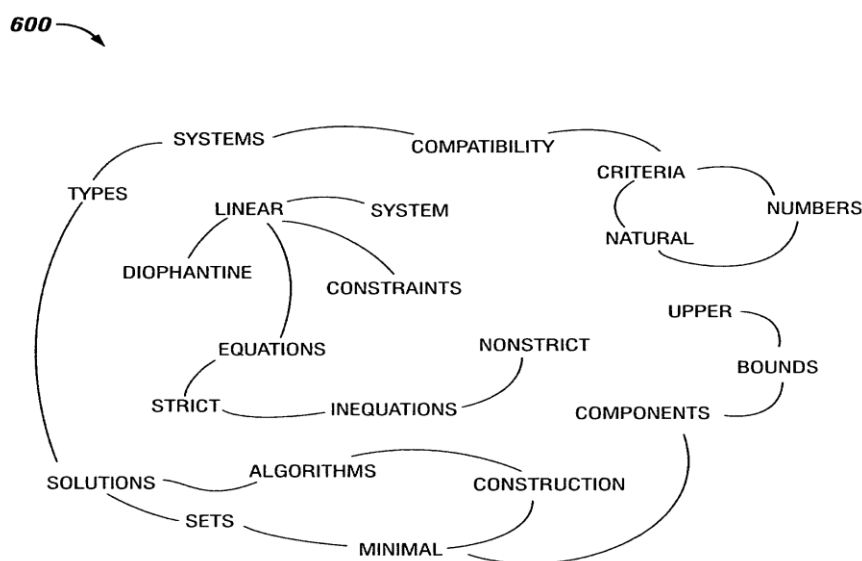 600
SYSTEMS
COMPATIBILITY
CRITERIA
TYPES
LINEAR
SYSTEM
NUMBERS
NATURAL
DIOPHANTINE
CONSTRAINTS
UPPER
EQUATIONS
NONSTRICT
BOUNDS
STRICT
INEQUATIONS
COMPONENTS
ALGORITHMS
SOLUTIONS
CONSTRUCTION
SETS
MINIMAL